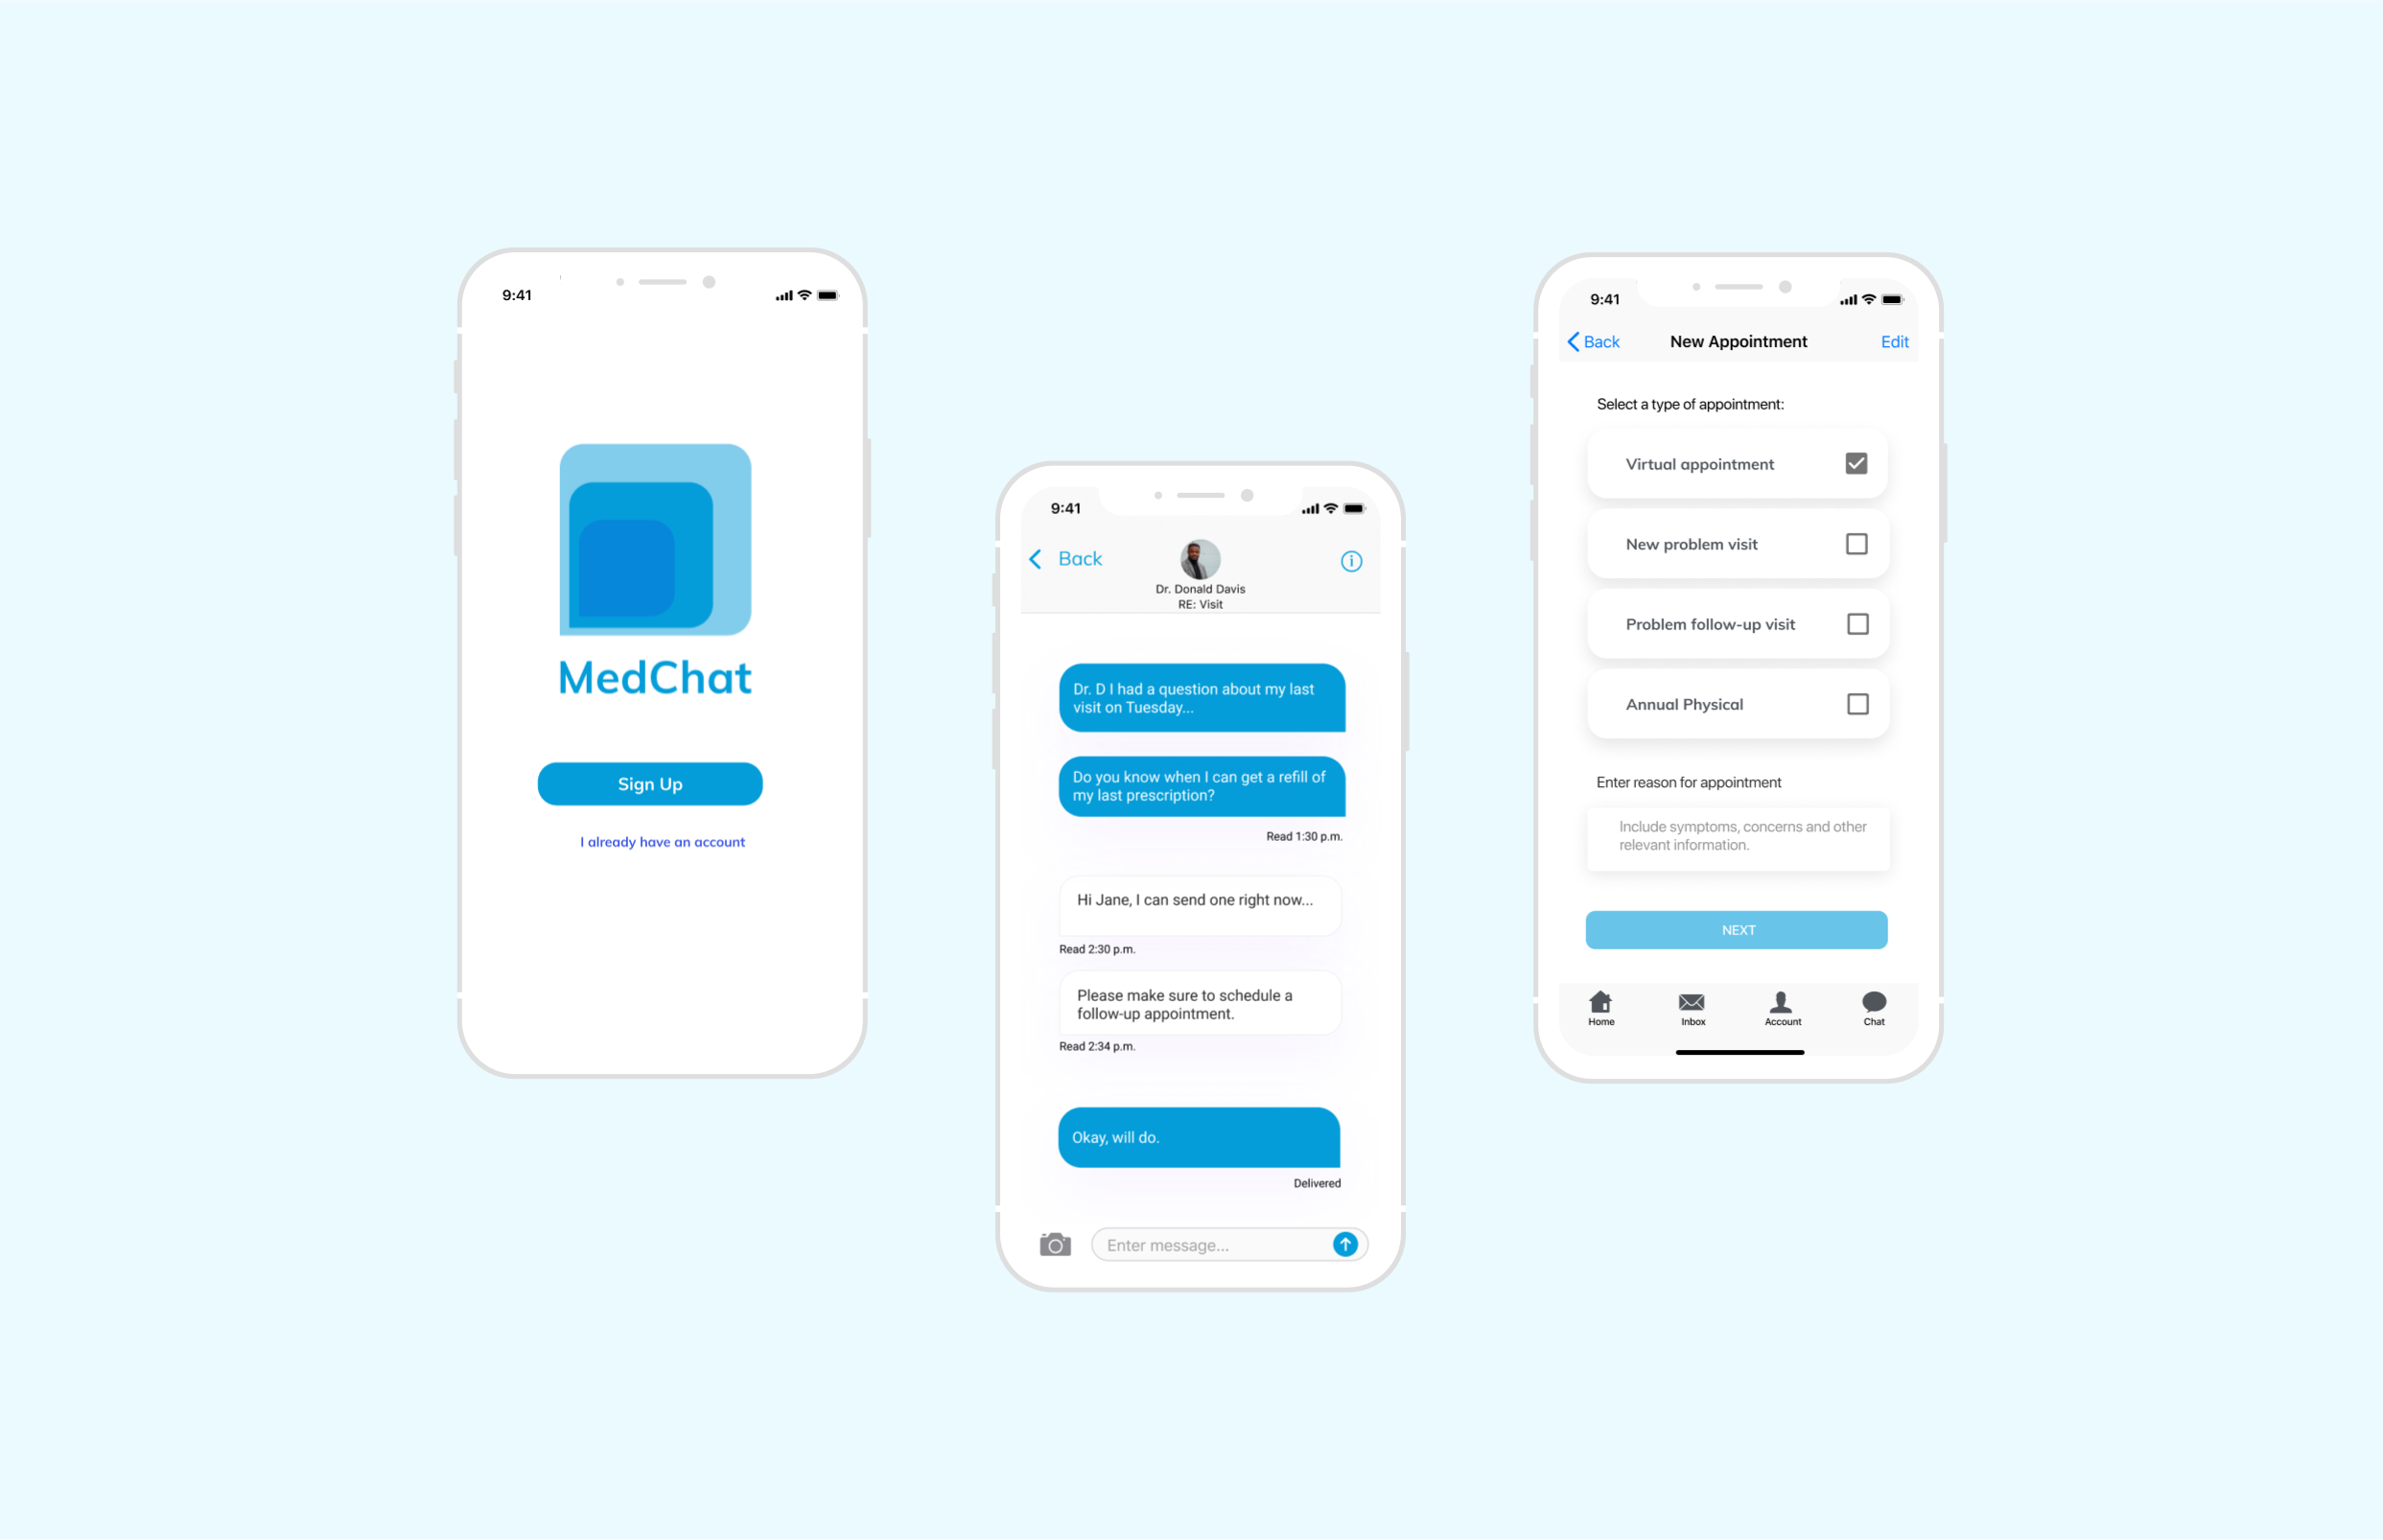 9:41
MedChat
Sign Up
I already have an account
9:41
Back
Dr. Donald Davis
RE: Visit
Dr. D I had a question about my last
visit on Tuesday...
Do you know when I can get a refill of
my last prescription?
Read 1:30 p.m.
Hi Jane, I can send one right now...
Read 2:30 p.m.
Please make sure to schedule a
follow-up appointment.
Read 2:34 p.m.
Okay, will do.
Delivered
Enter message...
9:41
Back New Appointment Edit
Select a type of appointment:
Virtual appointment
New problem visit
Problem follow-up visit
Annual Physical
Enter reason for appointment
Include symptoms, concerns and other
relevant information.
NEXT
Home Inbox Account Chat